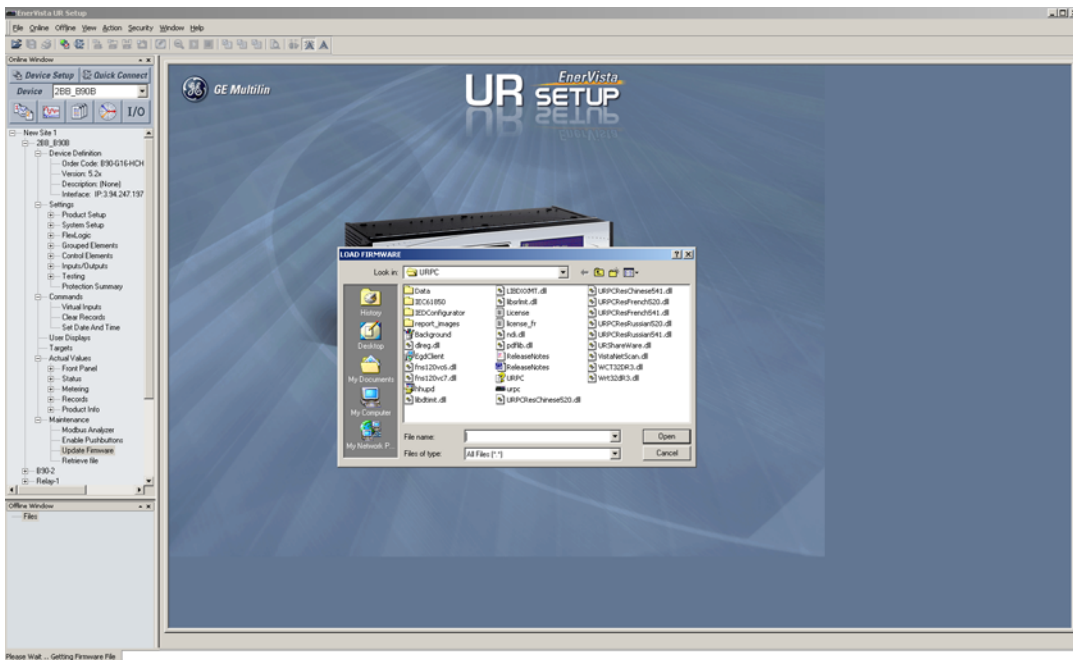 EnerVista UR Setup
File Online Offline View Action Security Window Help
Online Window
Device Setup Quick Connect
Device 2BB_B90B
I/O
New Site 1
2BB_B90B
Device Definition
Order Code: B90-G16-HCH
Version: 5.2x
Description: (None)
Interface: IP:3.94.247.197
Settings
Product Setup
System Setup
FlexLogic
Grouped Elements
Control Elements
Inputs/Outputs
Testing
Protection Summary
Commands
Virtual Inputs
Clear Records
Set Date And Time
User Displays
Targets
Actual Values
Front Panel
Status
Metering
Records
Product Info
Maintenance
Modbus Analyzer
Enable Pushbuttons
Update Firmware
Retrieve file
B90-2
Relay-1
Offline Window
Files
Please Wait ... Getting Firmware File
GE Multilin
EnerVista
UR SETUP
LOAD FIRMWARE
Look in: URPC
History
Desktop
My Documents
My Computer
My Network P...
Data
IEC61850
IEDConfigurator
report_images
Background
dlreg.dll
EgdClient
fns120vc6.dll
fns120vc7.dll
hhupd
libdtint.dll
LIBDXXMT.dll
libsrlnt.dll
License
license_fr
ndi.dll
pdflib.dll
ReleaseNotes
ReleaseNotes
URPC
urpc
URPCResChinese520.dll
URPCResChinese541.dll
URPCResFrench520.dll
URPCResFrench541.dll
URPCResRussian520.dll
URPCResRussian541.dll
URShareWare.dll
VistaNetScan.dll
WCT32DR3.dll
Wrt32dR3.dll
File name:
Open
Files of type: All Files (*.*)
Cancel